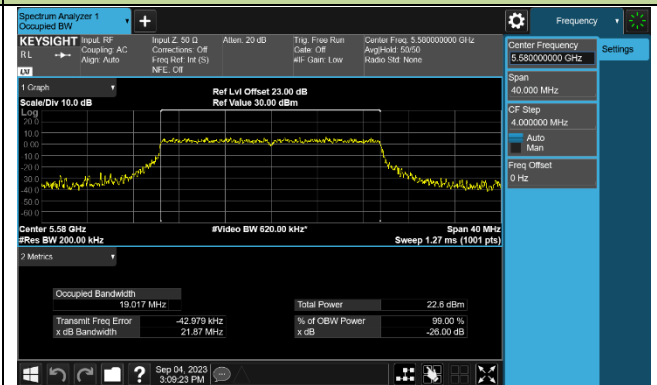 Spectrum Analyzer 1
Occupied BW
+
Frequency
KEYSIGHT
RL
LXI
Input: RF
Coupling: AC
Align: Auto
Input Z: 50 Ω
Corrections: Off
Freq Ref: Int (S)
NFE: Off
Atten: 20 dB
Trig: Free Run
Gate: Off
#IF Gain: Low
Center Freq: 5.580000000 GHz
Avg|Hold: 50/50
Radio Std: None
Center Frequency
5.580000000 GHz
Settings
Span
40.000 MHz
CF Step
4.000000 MHz
Auto
Man
Freq Offset
0 Hz
1 Graph
Scale/Div 10.0 dB
Ref Lvl Offset 23.00 dB
Ref Value 30.00 dBm
Log
20.0
10.0
0.00
-10.0
-20.0
-30.0
-40.0
-50.0
-60.0
Center 5.58 GHz
#Video BW 620.00 kHz*
Span 40 MHz
#Res BW 200.00 kHz
Sweep 1.27 ms (1001 pts)
2 Metrics
Occupied Bandwidth
19.017 MHz
Total Power 22.6 dBm
Transmit Freq Error -42.979 kHz
% of OBW Power 99.00 %
x dB Bandwidth 21.87 MHz
x dB -26.00 dB
?
Sep 04, 2023
3:09:23 PM